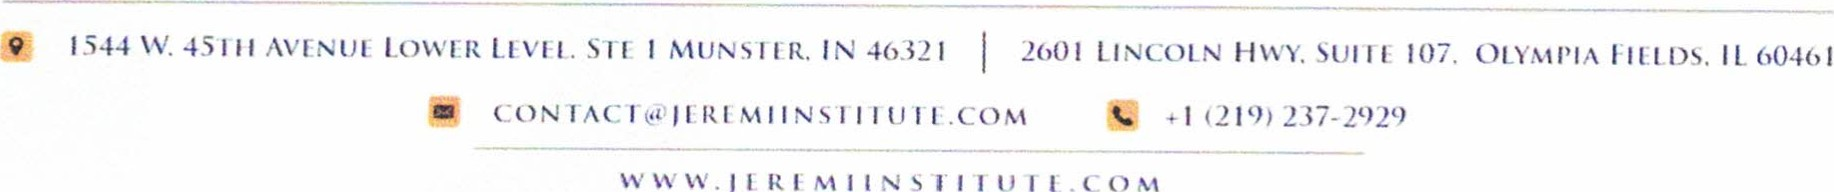 1544 W. 45TH AVENUE LOWER LEVEL. STE 1 MUNSTER, IN 46321 | 2601 LINCOLN HWY, SUITE 107, OLYMPIA FIELDS, IL 60461
CONTACT@JEREMIINSTITUTE.COM +1 (219) 237-2929
WWW.JEREMIINSTITUTE.COM